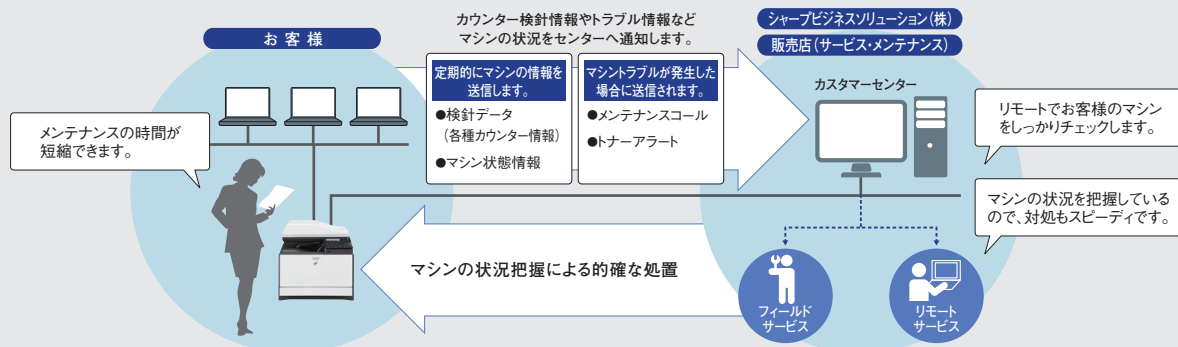 お客様
メンテナンスの時間が
短縮できます。
カウンター検針情報やトラブル情報など
マシンの状況をセンターへ通知します。
定期的にマシンの情報を
送信します。
●検針データ
(各種カウンター情報)
●マシン状態情報
マシントラブルが発生した
場合に送信されます。
●メンテナンスコール
●トナーアラート
シャープビジネスソリューション(株)
販売店(サービス・メンテナンス)
カスタマーセンター
リモートでお客様のマシン
をしっかりチェックします。
マシンの状況を把握している
ので、対処もスピーディです。
マシンの状況把握による的確な処置
フィールド
サービス
リモート
サービス